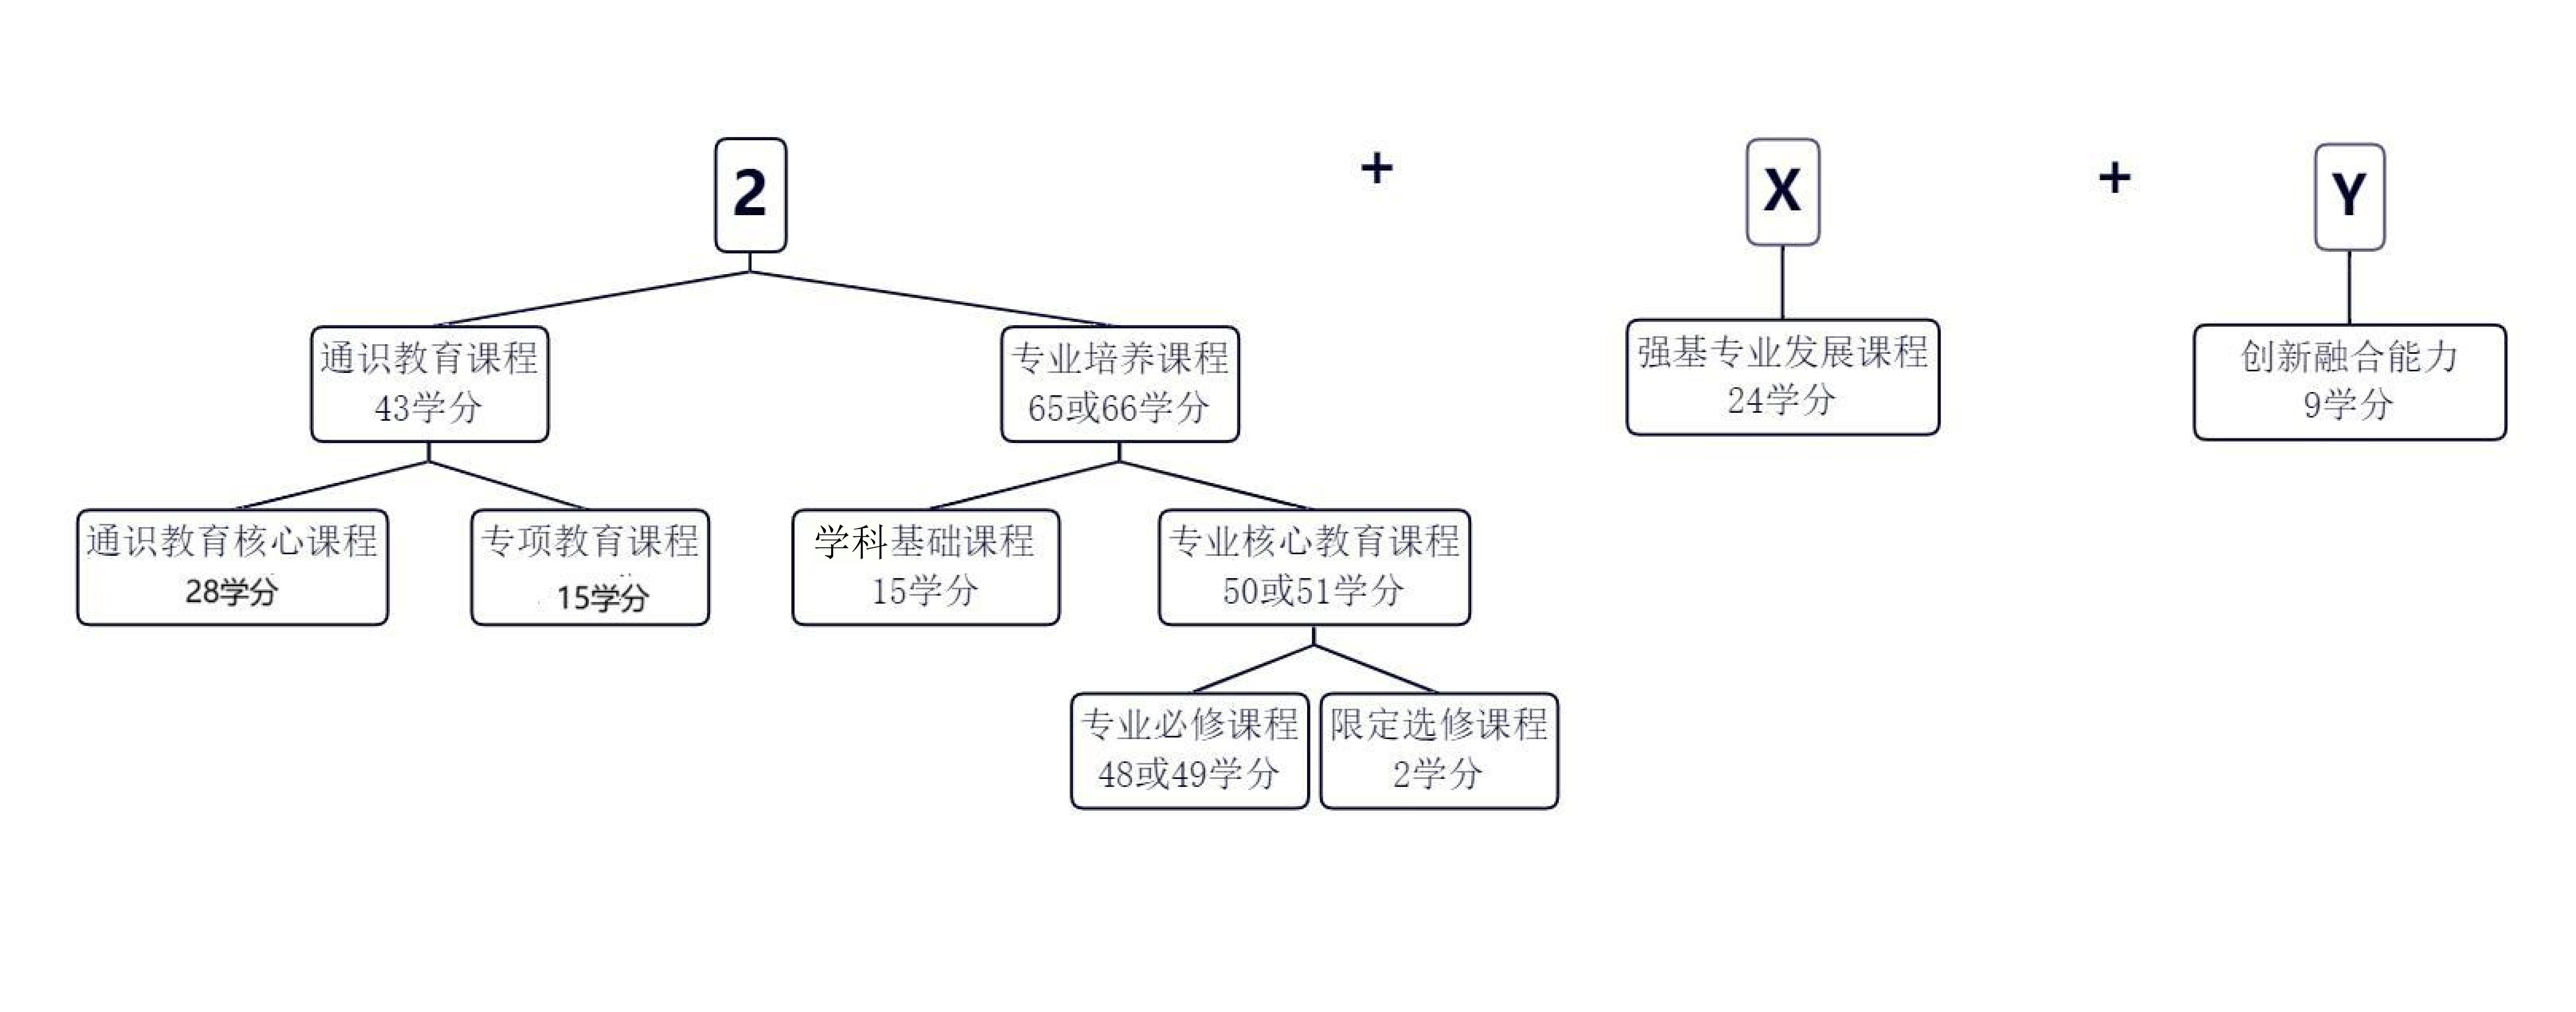 2
+
X
+
Y
通识教育课程
43学分
专业培养课程
65或66学分
强基专业发展课程
24学分
创新融合能力
9学分
通识教育核心课程
28学分
专项教育课程
15学分
学科基础课程
15学分
专业核心教育课程
50或51学分
专业必修课程
48或49学分
限定选修课程
2学分